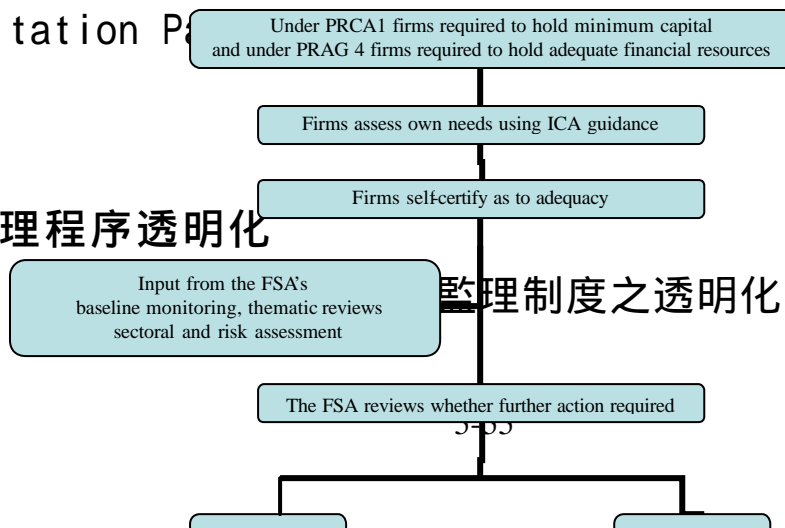 tation Pa
Under PRCA1 firms required to hold minimum capital
and under PRAG 4 firms required to hold adequate financial resources
Firms assess own needs using ICA guidance
Firms self-certify as to adequacy
理程序透明化
Input from the FSA's
baseline monitoring, thematic reviews
sectoral and risk assessment
監理制度之透明化
The FSA reviews whether further action required